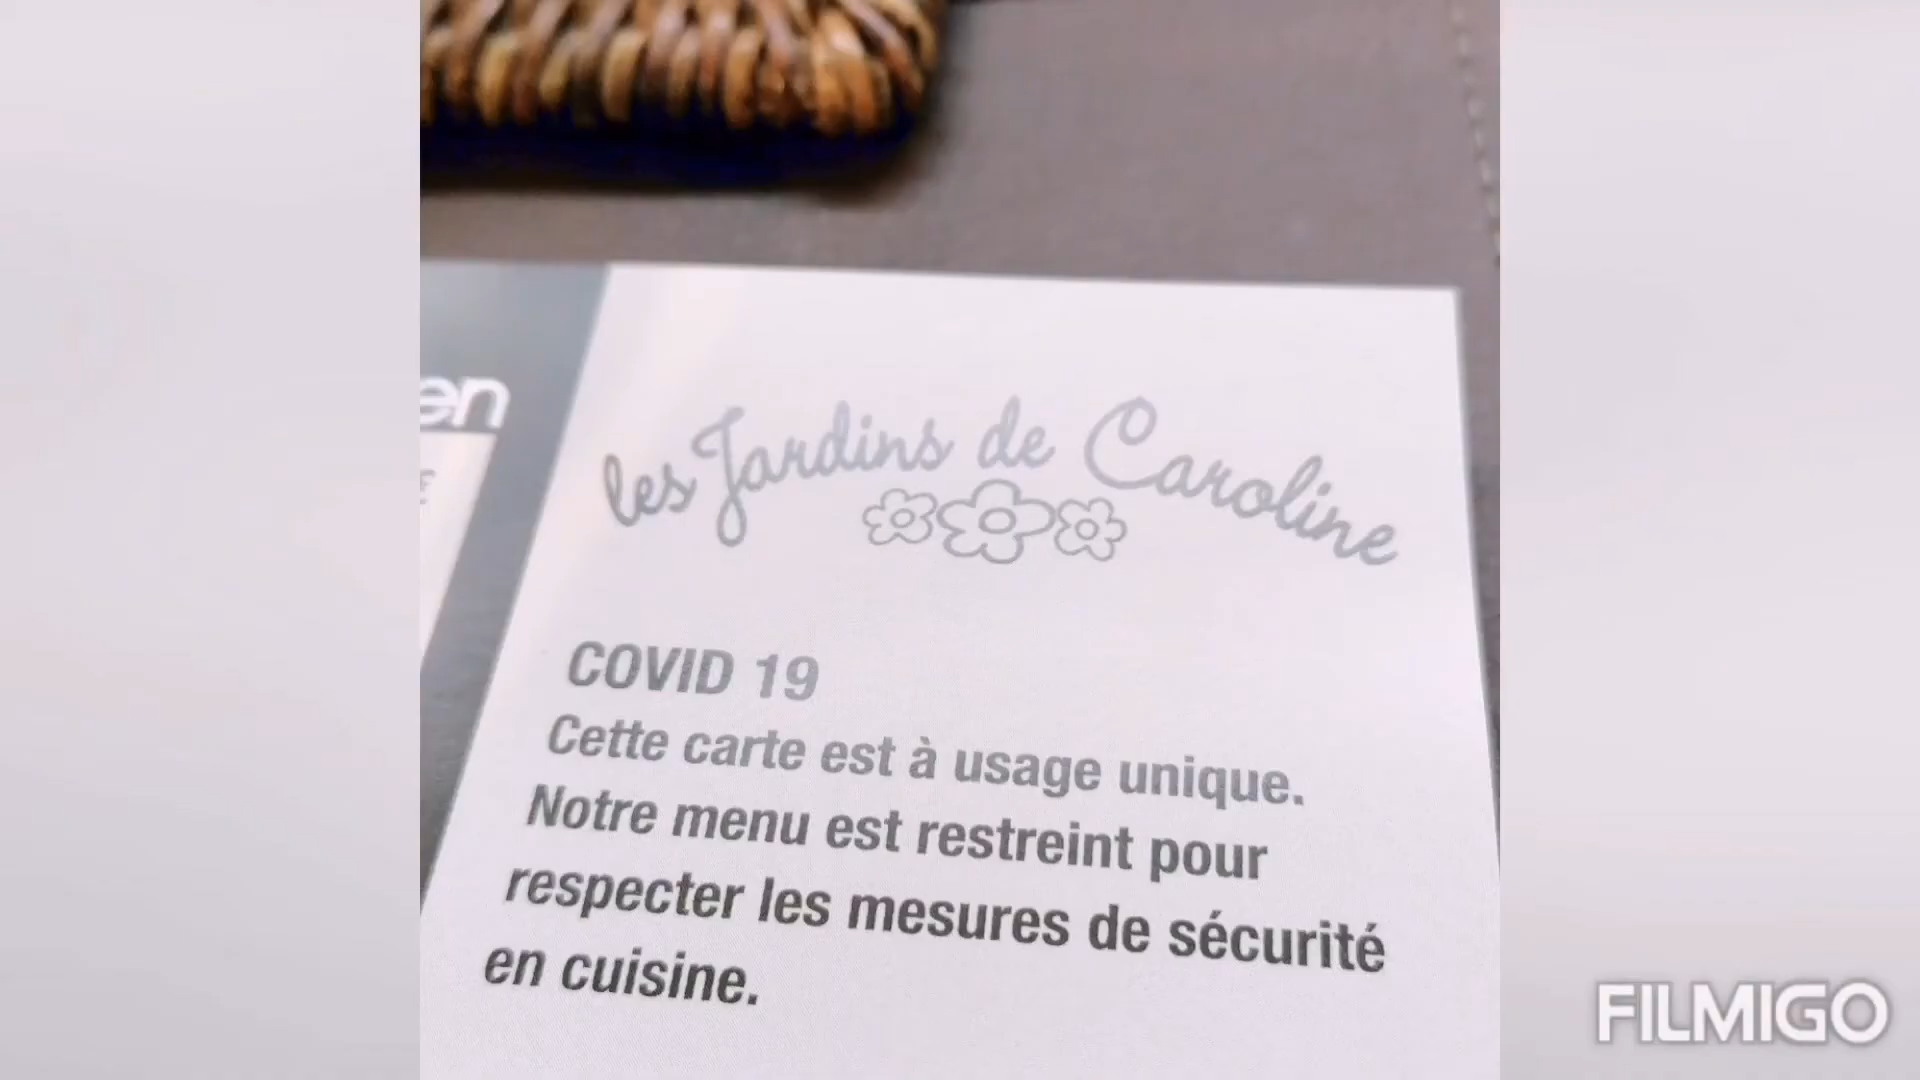 en
€
les Jardins de Caroline
COVID 19
Cette carte est à usage unique.
Notre menu est restreint pour
respecter les mesures de sécurité
en cuisine.
FILMIGO